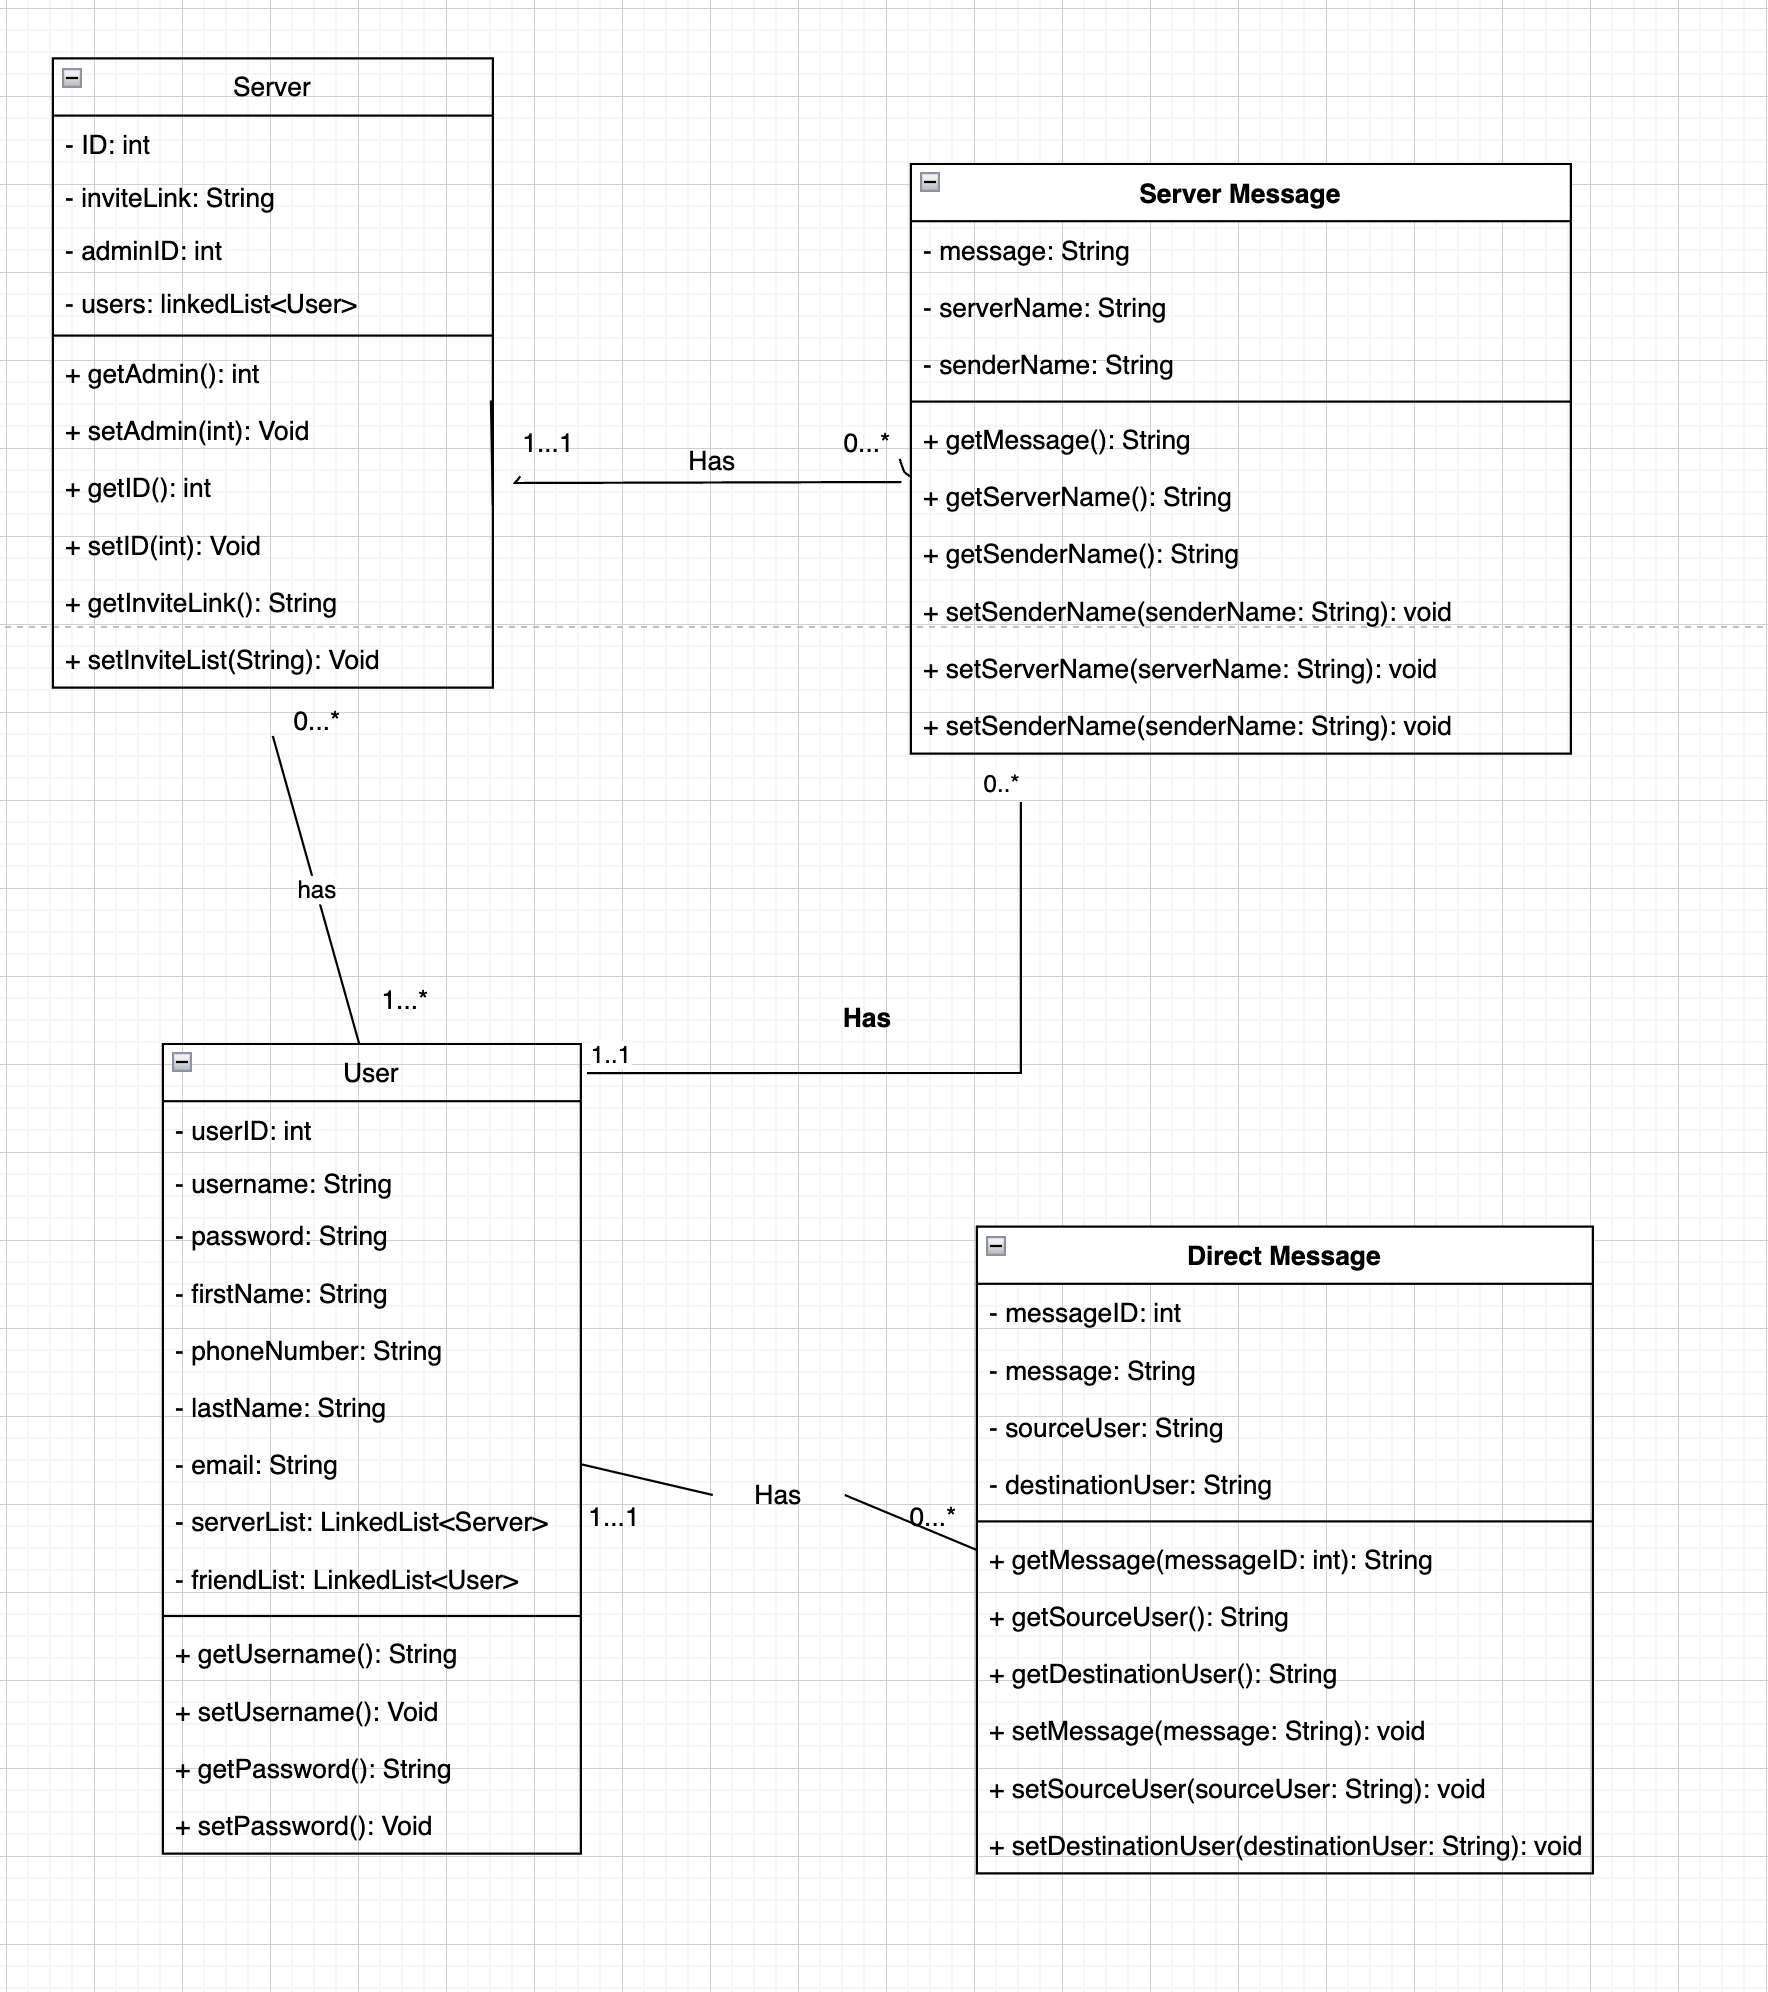 Server
- ID: int
- inviteLink: String
- adminID: int
- users: linkedList<User>
+ getAdmin(): int
+ setAdmin(int): Void
+ getID(): int
+ setID(int): Void
+ getInviteLink(): String
+ setInviteList(String): Void
1...1
Has
0...*
Server Message
- message: String
- serverName: String
- senderName: String
+ getMessage(): String
+ getServerName(): String
+ getSenderName(): String
+ setSenderName(senderName: String): void
+ setServerName(serverName: String): void
+ setSenderName(senderName: String): void
0...*
has
1...*
0..*
Has
1..1
User
- userID: int
- username: String
- password: String
- firstName: String
- phoneNumber: String
- lastName: String
- email: String
- serverList: LinkedList<Server>
- friendList: LinkedList<User>
+ getUsername(): String
+ setUsername(): Void
+ getPassword(): String
+ setPassword(): Void
1...1
Has
0...*
Direct Message
- messageID: int
- message: String
- sourceUser: String
- destinationUser: String
+ getMessage(messageID: int): String
+ getSourceUser(): String
+ getDestinationUser(): String
+ setMessage(message: String): void
+ setSourceUser(sourceUser: String): void
+ setDestinationUser(destinationUser: String): void